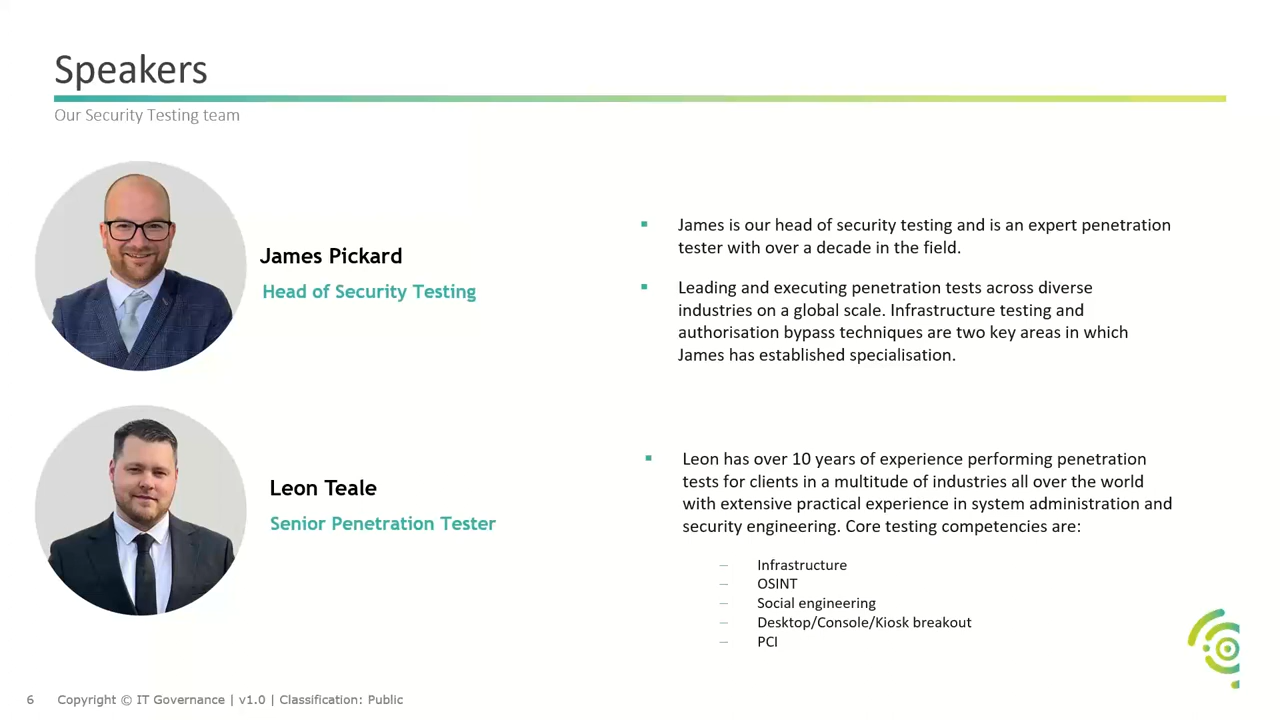 Speakers
Our Security Testing team
James Pickard
Head of Security Testing
James is our head of security testing and is an expert penetration
tester with over a decade in the field.
Leading and executing penetration tests across diverse
industries on a global scale. Infrastructure testing and
authorisation bypass techniques are two key areas in which
James has established specialisation.
Leon Teale
Senior Penetration Tester
Leon has over 10 years of experience performing penetration
tests for clients in a multitude of industries all over the world
with extensive practical experience in system administration and
security engineering. Core testing competencies are:
Infrastructure
OSINT
Social engineering
Desktop/Console/Kiosk breakout
PCI
6 Copyright © IT Governance | v1.0 | Classification: Public